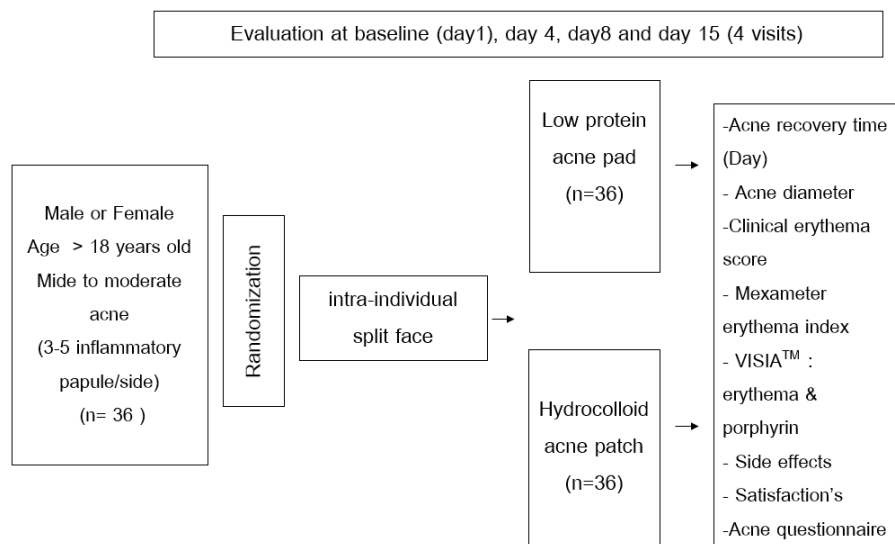 Evaluation at baseline (day1), day 4, day8 and day 15 (4 visits)
Male or Female
Age > 18 years old
Mide to moderate
acne
(3-5 inflammatory
papule/side)
(n= 36 )
Randomization
intra-individual
split face
Low protein
acne pad
(n=36)
Hydrocolloid
acne patch
(n=36)
-Acne recovery time
(Day)
- Acne diameter
-Clinical erythema
score
- Mexameter
erythema index
- VISIA™ :
erythema &
porphyrin
- Side effects
- Satisfaction's
-Acne questionnaire